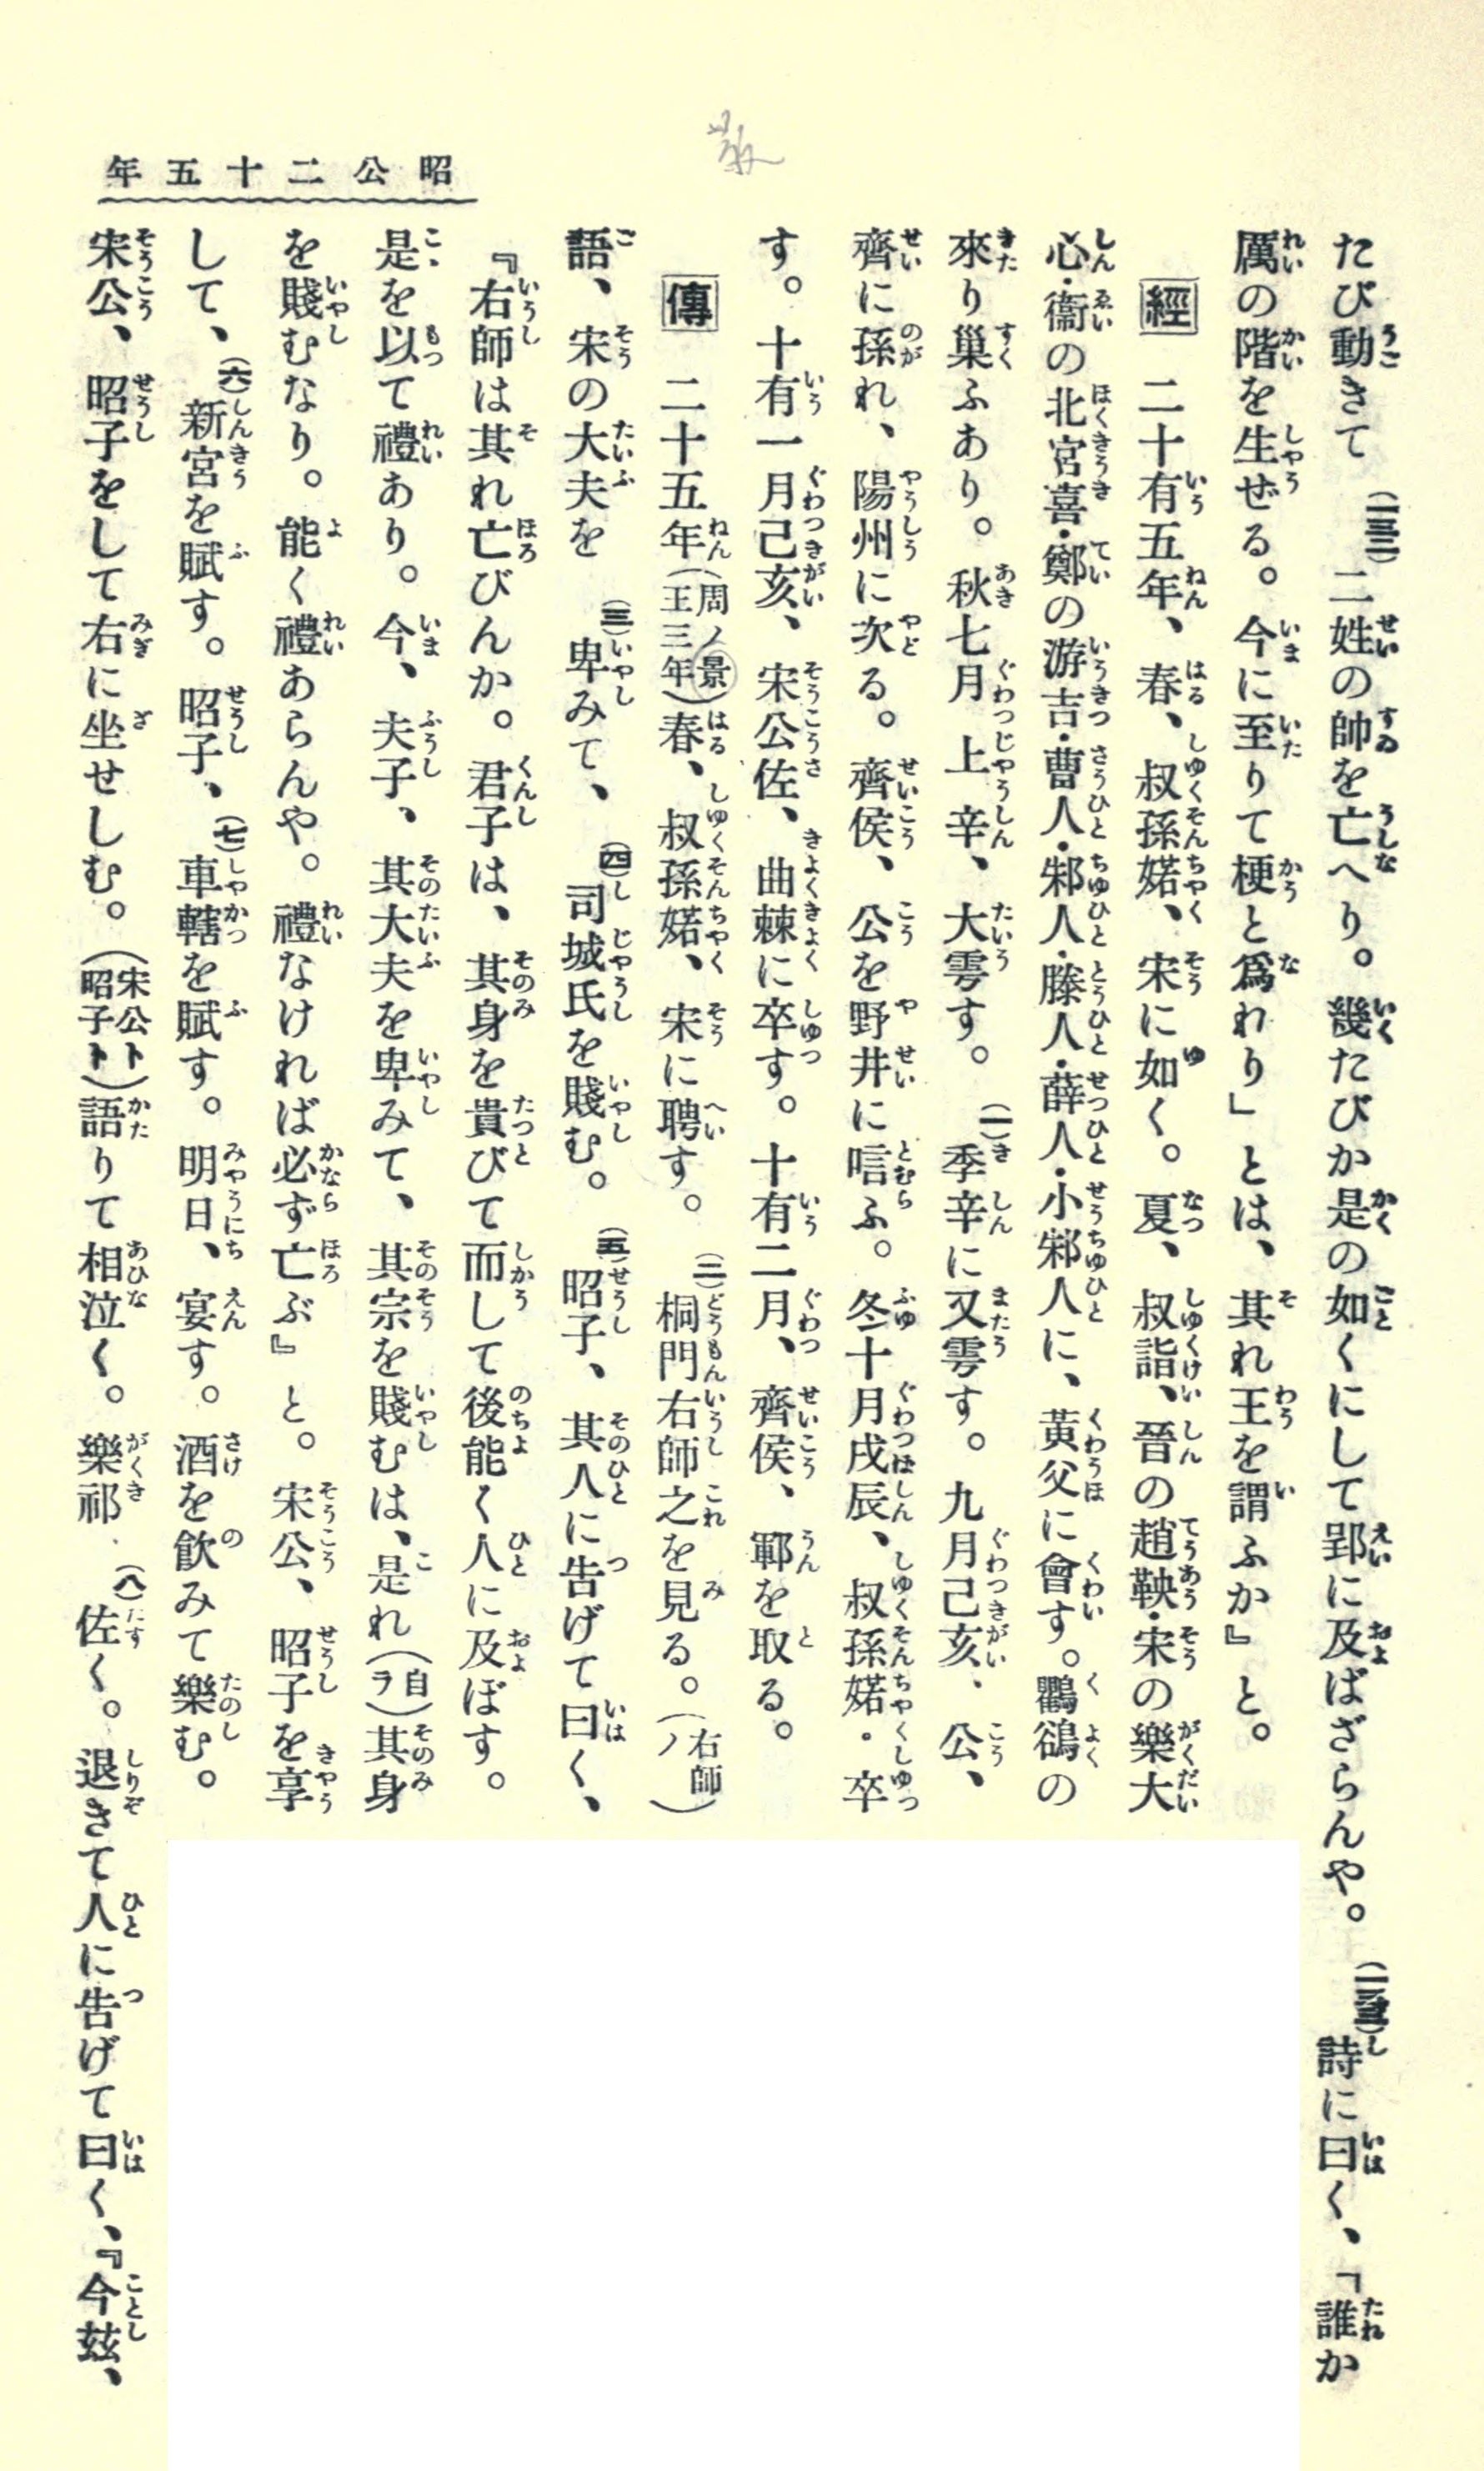 昭公二十五年
たび動きて(二三)二姓の帥を亡へり。幾たびか是の如くにして郢に及ばざらんや。詩に曰く、「誰か
厲の階を生ぜる。今に至りて梗と爲れり」とは、其れ王を謂ふか』と。
經　二十有五年、春、叔孫婼、宋に如く。夏、叔詣、晉の趙鞅・宋の樂大
心・衞の北宮喜・鄭の游吉・曹人・邾人・滕人・薛人・小邾人に、黃父に會す。鸜鵒の
來り巢ふあり。秋七月上辛、大雩す。(一)季辛に又雩す。九月己亥、公、
齊に孫れ、陽州に次る。齊侯、公を野井に唁ふ。冬十月戌辰、叔孫婼・卒
す。十有一月己亥、宋公佐、曲棘に卒す。十有二月、齊侯、鄆を取る。
傳　二十五年(周ノ景王三年)春、叔孫婼、宋に聘す。(二)桐門右師之を見る。(右師ノ)
語、宋の大夫を(三)卑みて、(四)司城氏を賤む。(五)昭子、其人に告げて曰く、
『右師は其れ亡びんか。君子は、其身を貴びて而して後能く人に及ぼす。
是を以て禮あり。今、夫子、其大夫を卑みて、其宗を賤むは、是れ(自ヲ)其身
を賤むなり。能く禮あらんや。禮なければ必ず亡ぶ』と。宋公、昭子を享
して、(六)新宮を賦す。昭子、(七)車轄を賦す。明日、宴す。酒を飮みて樂む。
宋公、昭子をして右に坐せしむ。(宋公ト昭子ト)語りて相泣く。樂祁(八)佐く。退きて人に告げて曰く、『今茲、